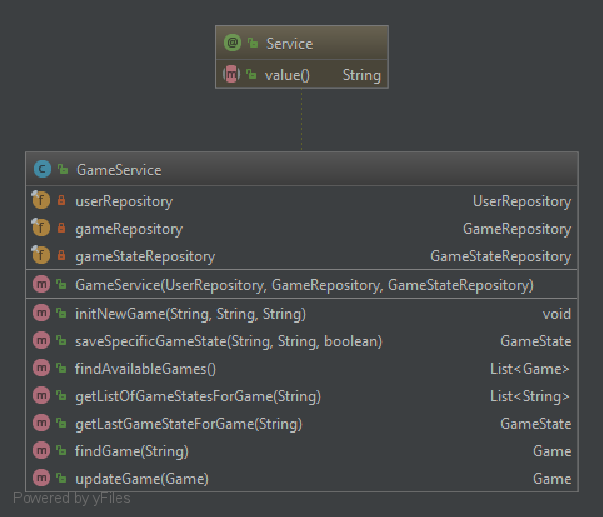 Service
value() String
GameService
userRepository UserRepository
gameRepository GameRepository
gameStateRepository GameStateRepository
GameService(UserRepository, GameRepository, GameStateRepository)
initNewGame(String, String, String) void
saveSpecificGameState(String, String, boolean) GameState
findAvailableGames() List<Game>
getListOfGameStatesForGame(String) List<String>
getLastGameStateForGame(String) GameState
findGame(String) Game
updateGame(Game) Game
Powered by yFiles